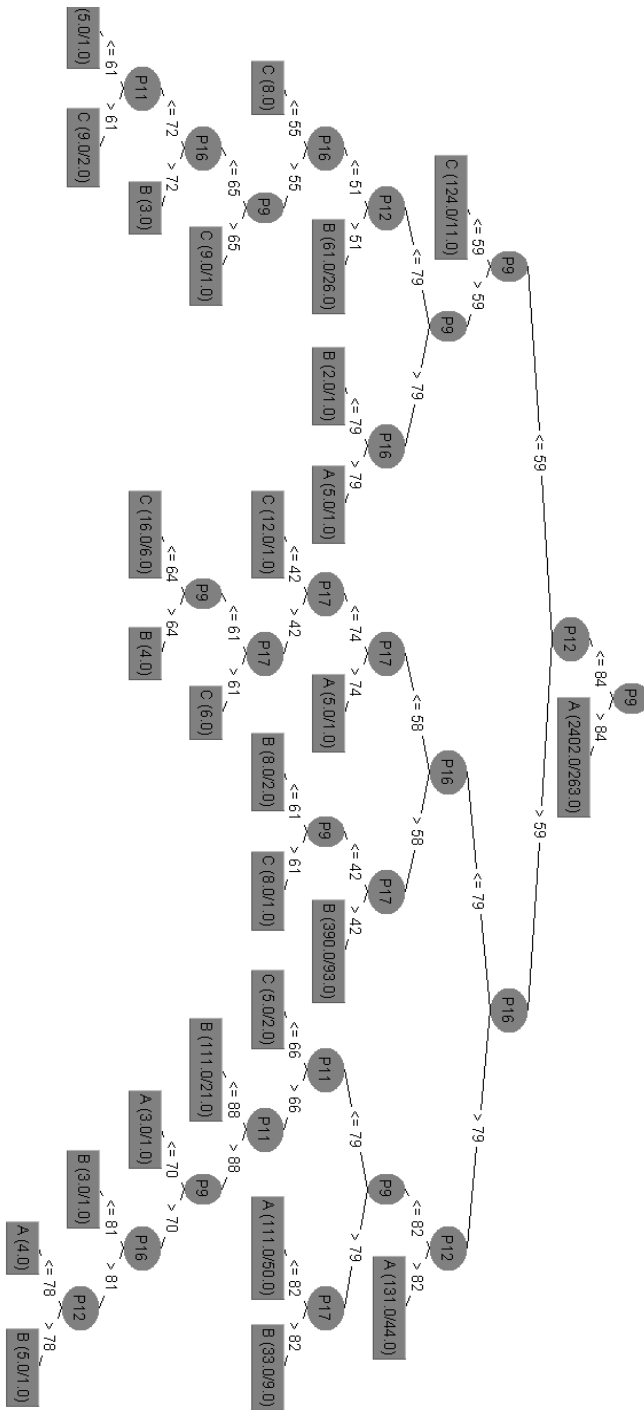 P9
<= 84
> 84
P12
A (2402.0/263.0)
<= 59
> 59
P9
P16
<= 59
> 59
<= 79
> 79
C (124.0/11.0)
P9
P16
P12
<= 79
> 79
<= 58
> 58
<= 82
> 82
P12
P16
P17
P17
P9
A (131.0/44.0)
<= 51
> 51
<= 79
> 79
<= 74
> 74
<= 42
> 42
<= 79
> 79
P16
B (61.0/26.0)
B (2.0/1.0)
A (5.0/1.0)
P17
A (5.0/1.0)
P9
B (390.0/93.0)
P11
P17
<= 55
> 55
<= 42
> 42
<= 61
> 61
<= 66
> 66
<= 82
> 82
C (8.0)
P9
C (12.0/1.0)
P17
B (8.0/2.0)
C (8.0/1.0)
C (5.0/2.0)
P11
A (111.0/50.0)
B (33.0/9.0)
<= 65
> 65
<= 61
> 61
<= 88
> 88
P16
C (9.0/1.0)
P9
C (6.0)
B (111.0/21.0)
P9
<= 72
> 72
<= 64
> 64
<= 70
> 70
P11
B (3.0)
C (16.0/6.0)
B (4.0)
A (3.0/1.0)
P16
<= 61
> 61
<= 81
> 81
(5.0/1.0)
C (9.0/2.0)
B (3.0/1.0)
P12
<= 78
> 78
A (4.0)
B (5.0/1.0)